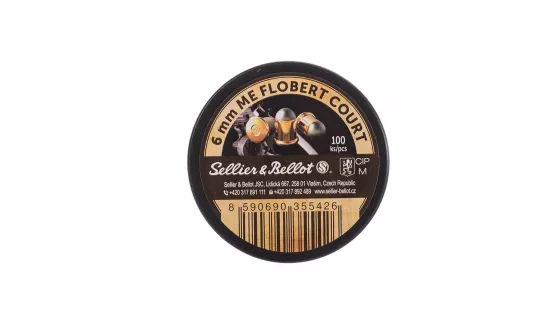 6 mm ME FLOBERT COURT
100
ks/pcs
Sellier & Bellot SB ®
CIP
M
Sellier & Bellot JSC, Lidická 667, 258 01 Vlašim, Czech Republic
+420 317 891 111 +420 317 892 469 www.sellier-bellot.cz
8 590690 355426